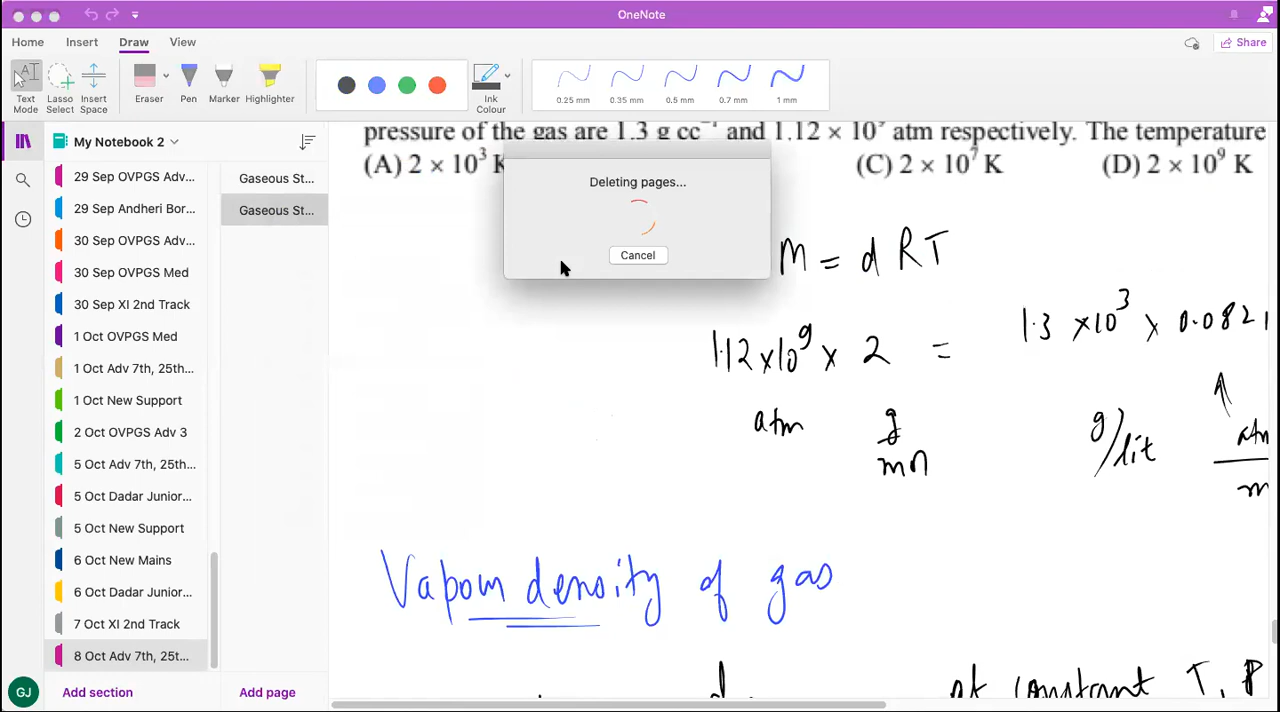 OneNote
Home Insert Draw View
Share
Text Mode
Lasso Select
Insert Space
Eraser
Pen
Marker
Highlighter
Ink Colour
0.25 mm 0.35 mm 0.5 mm 0.7 mm 1 mm
My Notebook 2
29 Sep OVPGS Adv...
29 Sep Andheri Bor...
30 Sep OVPGS Adv...
30 Sep OVPGS Med
30 Sep XI 2nd Track
1 Oct OVPGS Med
1 Oct Adv 7th, 25th...
1 Oct New Support
2 Oct OVPGS Adv 3
5 Oct Adv 7th, 25th...
5 Oct Dadar Junior...
5 Oct New Support
6 Oct New Mains
6 Oct Dadar Junior...
7 Oct XI 2nd Track
8 Oct Adv 7th, 25t...
GJ
Add section
Gaseous St...
Gaseous St...
Add page
pressure of the gas are 1.3 g cc⁻¹ and 1.12 × 10⁹ atm respectively. The temperature
(A) 2 × 10³ K (C) 2 × 10⁷ K (D) 2 × 10⁹ K
Deleting pages...
Cancel
M = d R T
1.12 × 10⁹ × 2 = 1.3 × 10³ × 0.0821
atm g/mol g/lit
Vapour density of gas
d at constant T, P